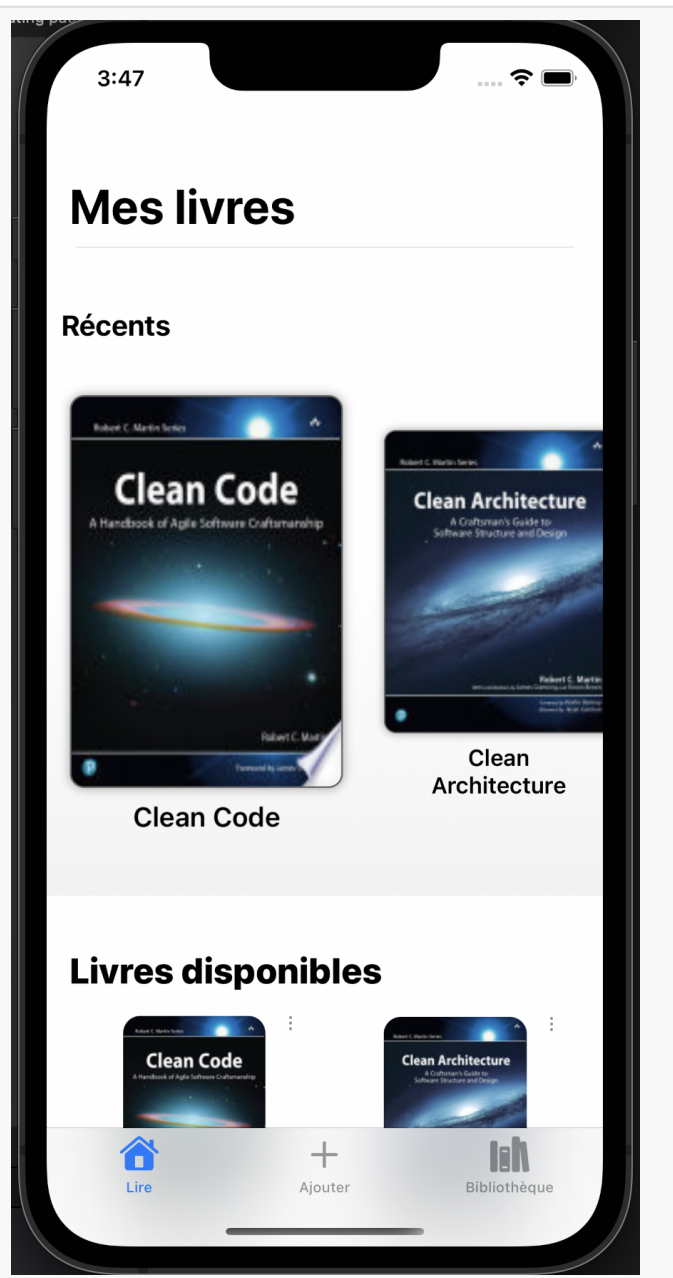 3:47
Mes livres
Récents
Robert C. Martin Series
Clean Code
A Handbook of Agile Software Craftsmanship
Robert C. Martin
Foreword by James
Clean Code
Robert C. Martin Series
Clean Architecture
A Craftsman's Guide to
Software Structure and Design
Robert C. Martin
Clean
Architecture
Livres disponibles
Robert C. Martin Series
Clean Code
A Handbook of Agile Software Craftsmanship
Robert C. Martin Series
Clean Architecture
A Craftsman's Guide to
Software Structure and Design
Lire
Ajouter
Bibliothèque